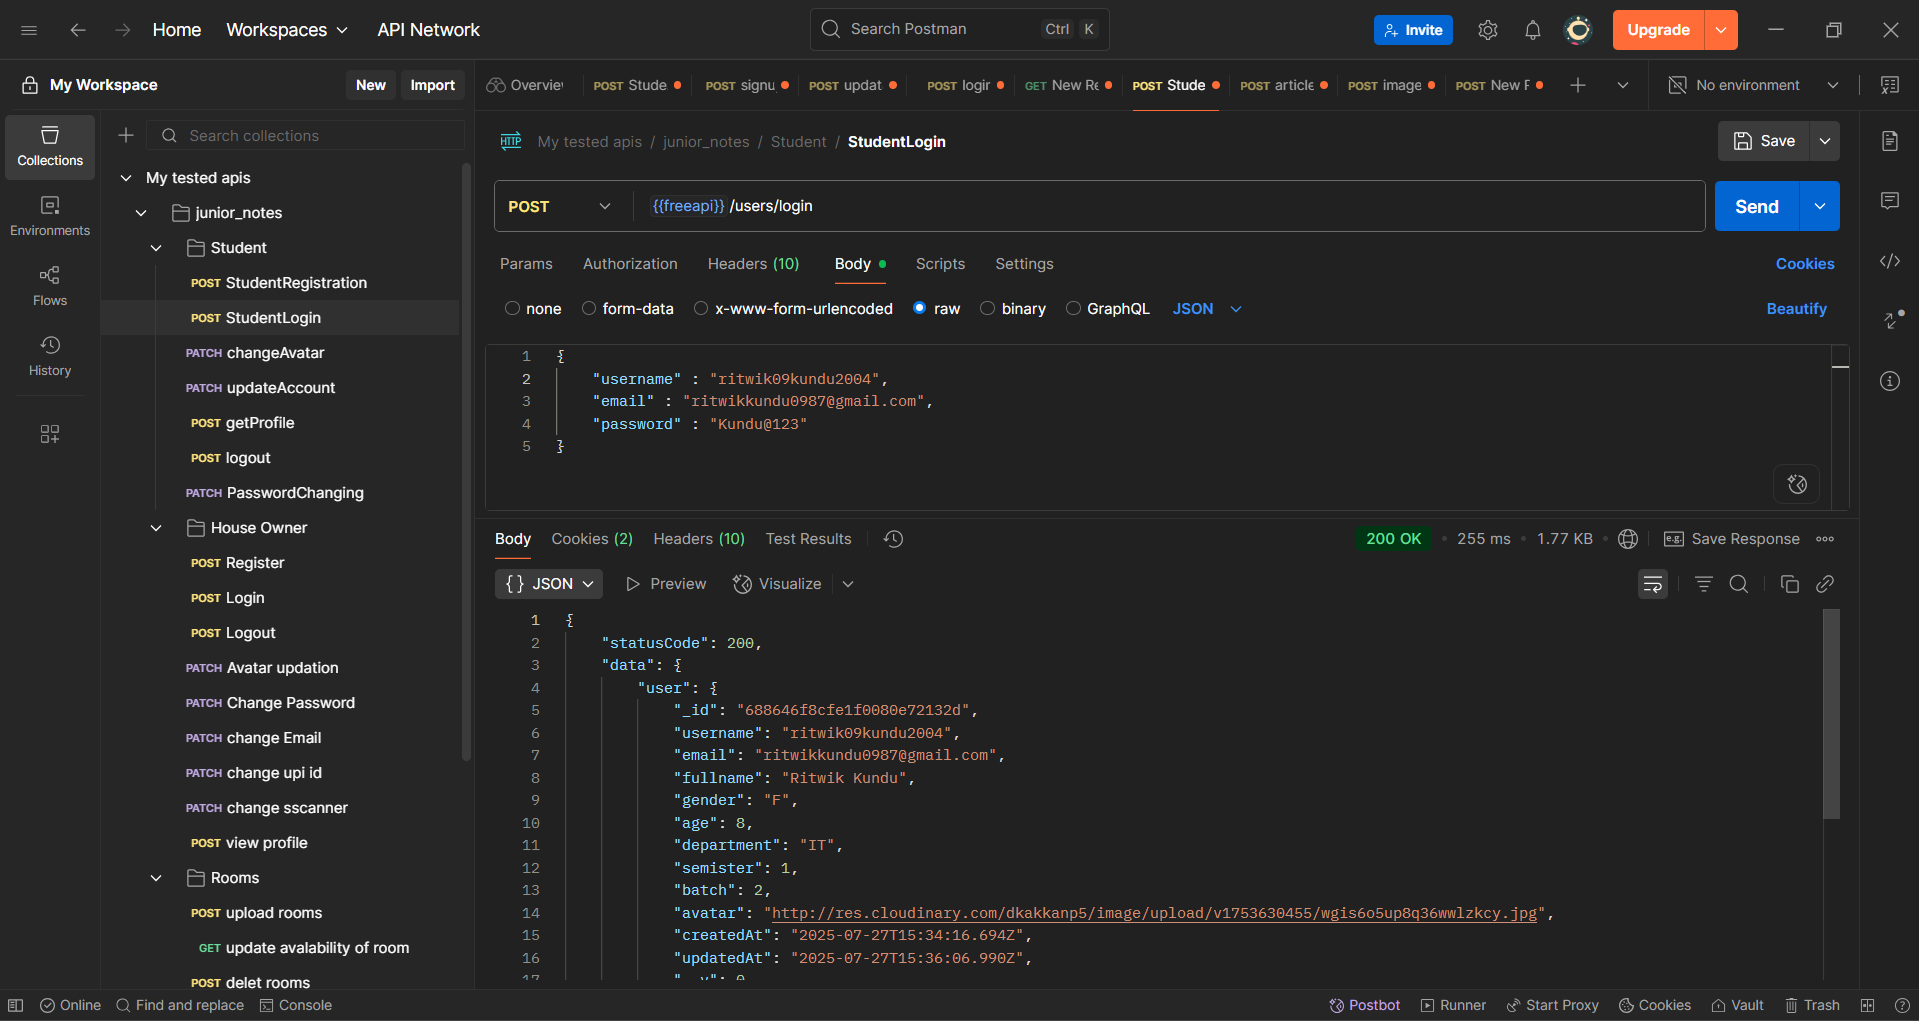 Home Workspaces API Network Search Postman Ctrl K Invite Upgrade
My Workspace New Import
Overvie POST Stude POST signu POST updat POST logir GET New Re POST Stude POST article POST image POST New F No environment
Collections
Environments
Flows
History
Search collections
My tested apis
junior_notes
Student
POST StudentRegistration
POST StudentLogin
PATCH changeAvatar
PATCH updateAccount
POST getProfile
POST logout
PATCH PasswordChanging
House Owner
POST Register
POST Login
POST Logout
PATCH Avatar updation
PATCH Change Password
PATCH change Email
PATCH change upi id
PATCH change sscanner
POST view profile
Rooms
POST upload rooms
GET update avalability of room
POST delet rooms
HTTP My tested apis / junior_notes / Student / StudentLogin Save
POST {{freeapi}} /users/login Send
Params Authorization Headers (10) Body Scripts Settings Cookies
none form-data x-www-form-urlencoded raw binary GraphQL JSON Beautify
1 {
2 "username" : "ritwik09kundu2004",
3 "email" : "ritwikkundu0987@gmail.com",
4 "password" : "Kundu@123"
5 }
Body Cookies (2) Headers (10) Test Results 200 OK • 255 ms • 1.77 KB • e.g. Save Response
{} JSON Preview Visualize
1 {
2 "statusCode": 200,
3 "data": {
4 "user": {
5 "_id": "688646f8cfe1f0080e72132d",
6 "username": "ritwik09kundu2004",
7 "email": "ritwikkundu0987@gmail.com",
8 "fullname": "Ritwik Kundu",
9 "gender": "F",
10 "age": 8,
11 "department": "IT",
12 "semister": 1,
13 "batch": 2,
14 "avatar": "http://res.cloudinary.com/dkakkanp5/image/upload/v1753630455/wgis6o5up8q36wwlzkcy.jpg",
15 "createdAt": "2025-07-27T15:34:16.694Z",
16 "updatedAt": "2025-07-27T15:36:06.990Z",
Online Find and replace Console Postbot Runner Start Proxy Cookies Vault Trash